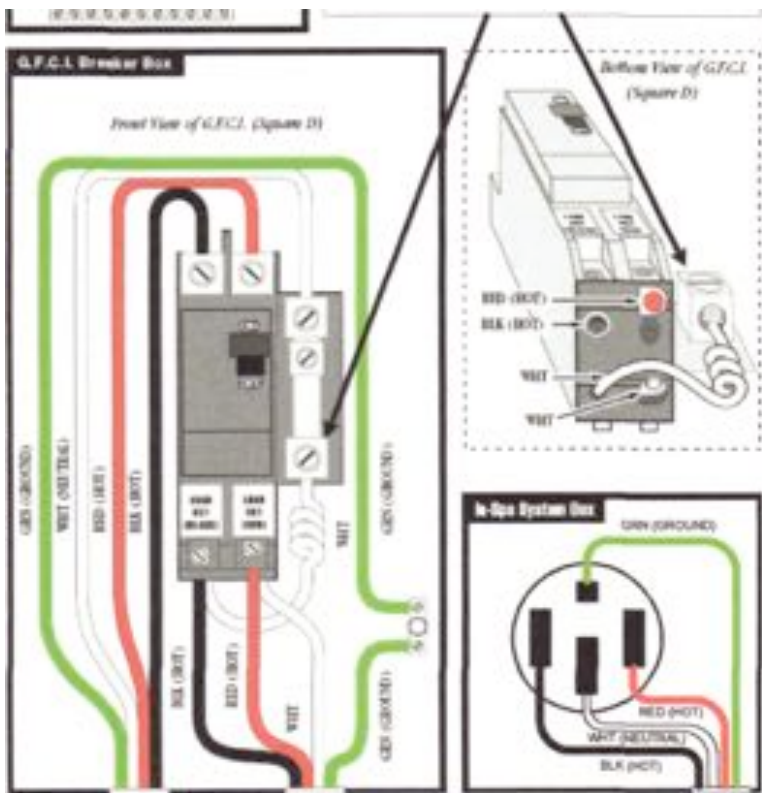 G.F.C.I. Breaker Box
Front View of G.F.C.I. (Square D)
GRN (GROUND)
WHT (NEUTRAL)
RED (HOT)
BLK (HOT)
WHT
GRN (GROUND)
BLK (HOT)
RED (HOT)
WHT
GRN (GROUND)
Bottom View of G.F.C.I.
(Square D)
RED (HOT)
BLK (HOT)
WHT
WHT
In-Spa System Box
GRN (GROUND)
RED (HOT)
WHT (NEUTRAL)
BLK (HOT)